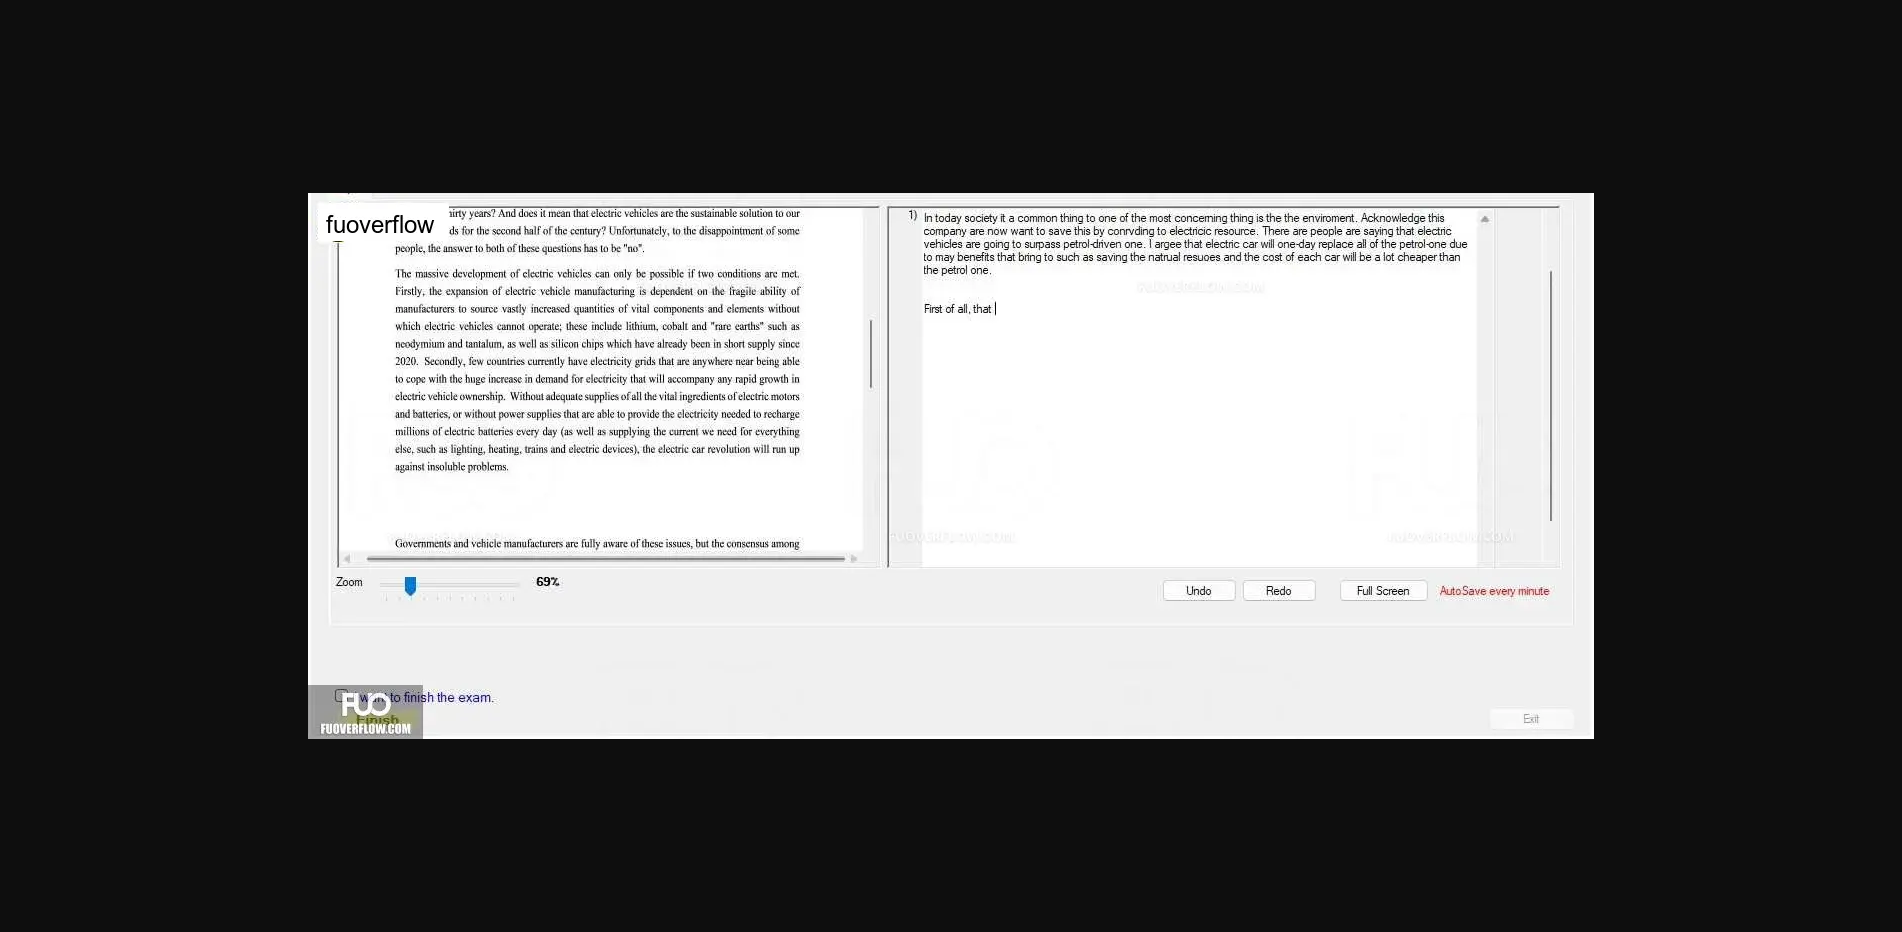 fuoverflow
hirty years? And does it mean that electric vehicles are the sustainable solution to our
ds for the second half of the century? Unfortunately, to the disappointment of some
people, the answer to both of these questions has to be "no".
The massive development of electric vehicles can only be possible if two conditions are met.
Firstly, the expansion of electric vehicle manufacturing is dependent on the fragile ability of
manufacturers to source vastly increased quantities of vital components and elements without
which electric vehicles cannot operate; these include lithium, cobalt and "rare earths" such as
neodymium and tantalum, as well as silicon chips which have already been in short supply since
2020. Secondly, few countries currently have electricity grids that are anywhere near being able
to cope with the huge increase in demand for electricity that will accompany any rapid growth in
electric vehicle ownership. Without adequate supplies of all the vital ingredients of electric motors
and batteries, or without power supplies that are able to provide the electricity needed to recharge
millions of electric batteries every day (as well as supplying the current we need for everything
else, such as lighting, heating, trains and electric devices), the electric car revolution will run up
against insoluble problems.
Governments and vehicle manufacturers are fully aware of these issues, but the consensus among
1) In today society it a common thing to one of the most concerning thing is the the enviroment. Acknowledge this
company are now want to save this by conrvding to electricic resource. There are people are saying that electric
vehicles are going to surpass petrol-driven one. I argee that electric car will one-day replace all of the petrol-one due
to may benefits that bring to such as saving the natrual resuoes and the cost of each car will be a lot cheaper than
the petrol one.
First of all, that
FUOVERFLOW.COM
FUOVERFLOW.COM
FUOVERFLOW.COM
Zoom 69%
Undo Redo Full Screen AutoSave every minute
I want to finish the exam.
Finish
FUO
FUOVERFLOW.COM
Exit